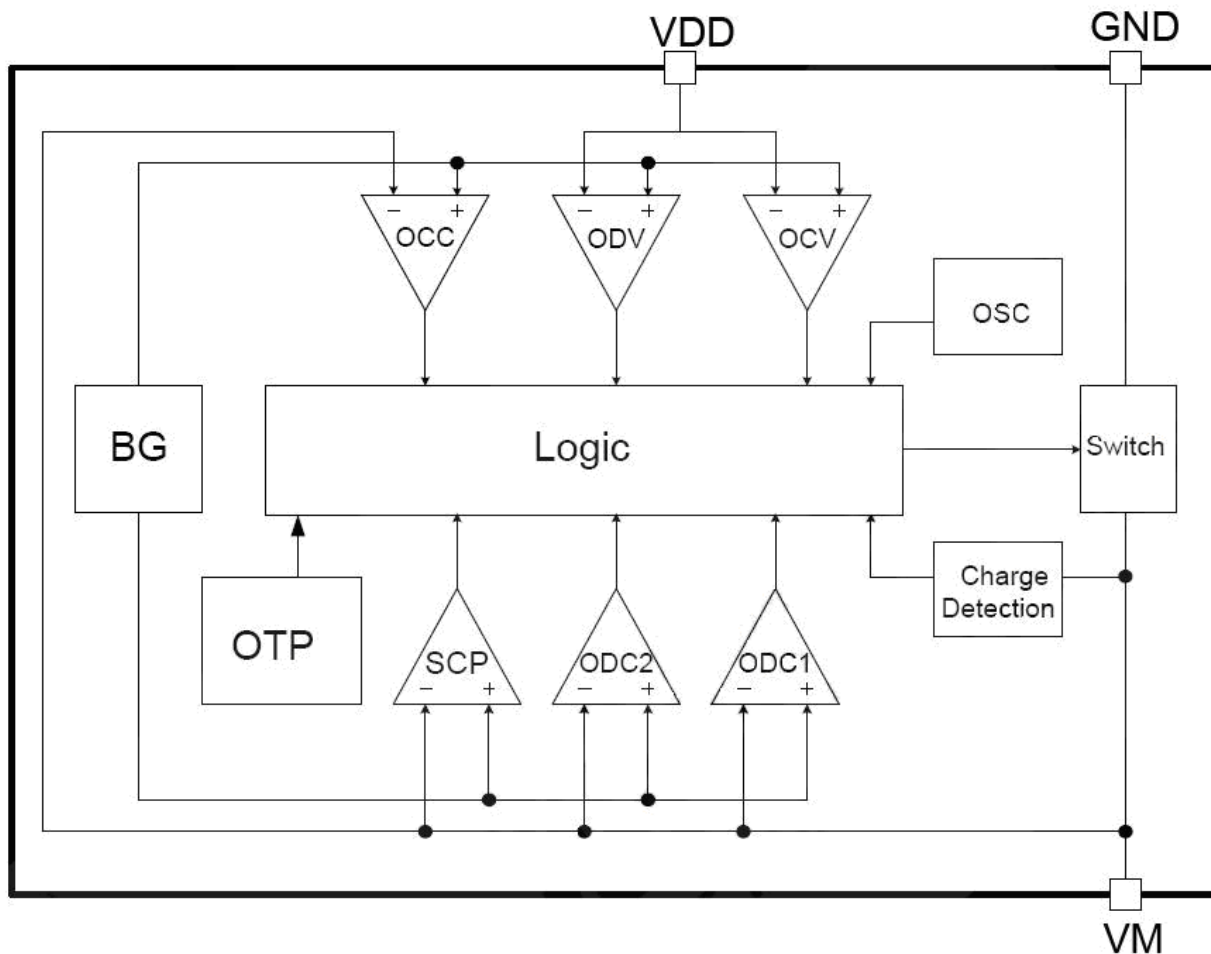 VDD
GND
− +
OCC
− +
ODV
− +
OCV
OSC
BG
Logic
Switch
Charge
Detection
OTP
SCP
− +
ODC2
− +
ODC1
− +
VM